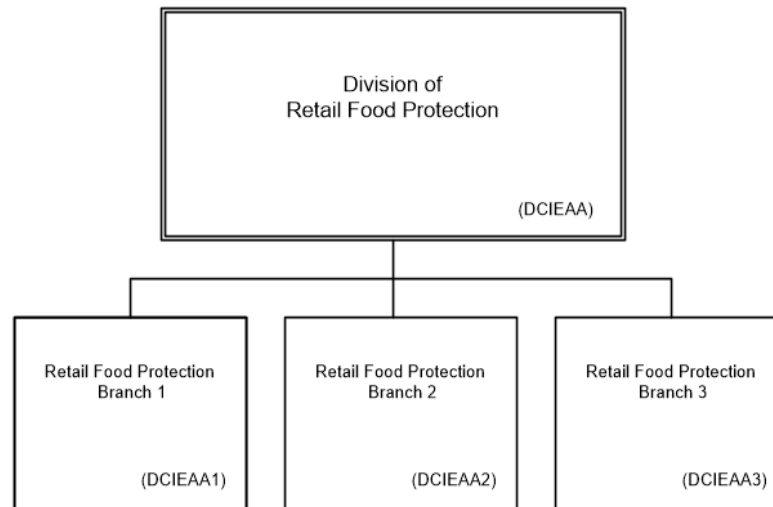 Division of
Retail Food Protection
(DCIEAA)
Retail Food Protection
Branch 1
(DCIEAA1)
Retail Food Protection
Branch 2
(DCIEAA2)
Retail Food Protection
Branch 3
(DCIEAA3)